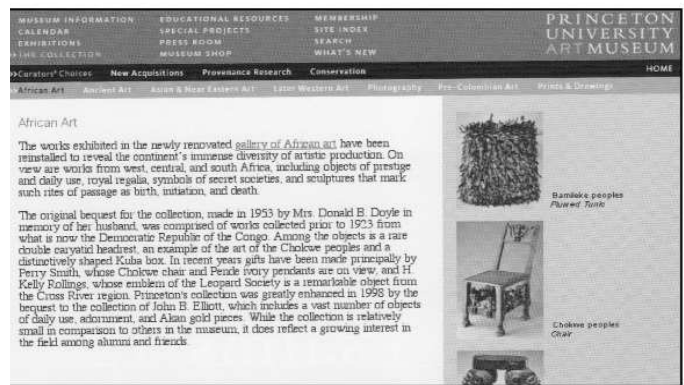 MUSEUM INFORMATION
CALENDAR
EXHIBITIONS
»THE COLLECTION
EDUCATIONAL RESOURCES
SPECIAL PROJECTS
PRESS ROOM
MUSEUM SHOP
MEMBERSHIP
SITE INDEX
SEARCH
WHAT'S NEW
PRINCETON
UNIVERSITY
ART MUSEUM
»Curators' Choices New Acquisitions Provenance Research Conservation HOME
»African Art Ancient Art Asian & Near Eastern Art Later Western Art Photography Pre-Columbian Art Prints & Drawings
African Art
The works exhibited in the newly renovated gallery of African art have been
reinstalled to reveal the continent's immense diversity of artistic production. On
view are works from west, central, and south Africa, including objects of prestige
and daily use, royal regalia, symbols of secret societies, and sculptures that mark
such rites of passage as birth, initiation, and death.
The original bequest for the collection, made in 1953 by Mrs. Donald B. Doyle in
memory of her husband, was comprised of works collected prior to 1923 from
what is now the Democratic Republic of the Congo. Among the objects is a rare
double caryatid headrest, an example of the art of the Chokwe peoples and a
distinctively shaped Kuba box. In recent years gifts have been made principally by
Perry Smith, whose Chokwe chair and Pende ivory pendants are on view, and H.
Kelly Rollings, whose emblem of the Leopard Society is a remarkable object from
the Cross River region. Princeton's collection was greatly enhanced in 1998 by the
bequest to the collection of John B. Elliott, which includes a vast number of objects
of daily use, adornment, and Akan gold pieces. While the collection is relatively
small in comparison to others in the museum, it does reflect a growing interest in
the field among alumni and friends.
Bamileke peoples
Chokwe peoples
Chair